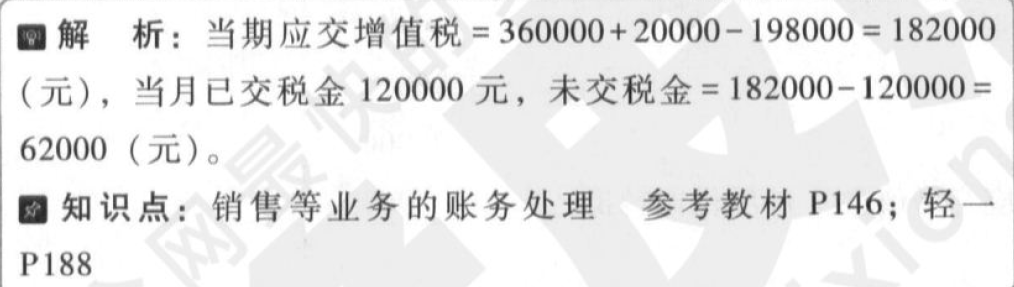 解 析：当期应交增值税=360000+20000-198000=182000
（元），当月已交税金 120000 元，未交税金=182000-120000=
62000（元）。
知识点：销售等业务的账务处理 参考教材 P146；轻一
P188